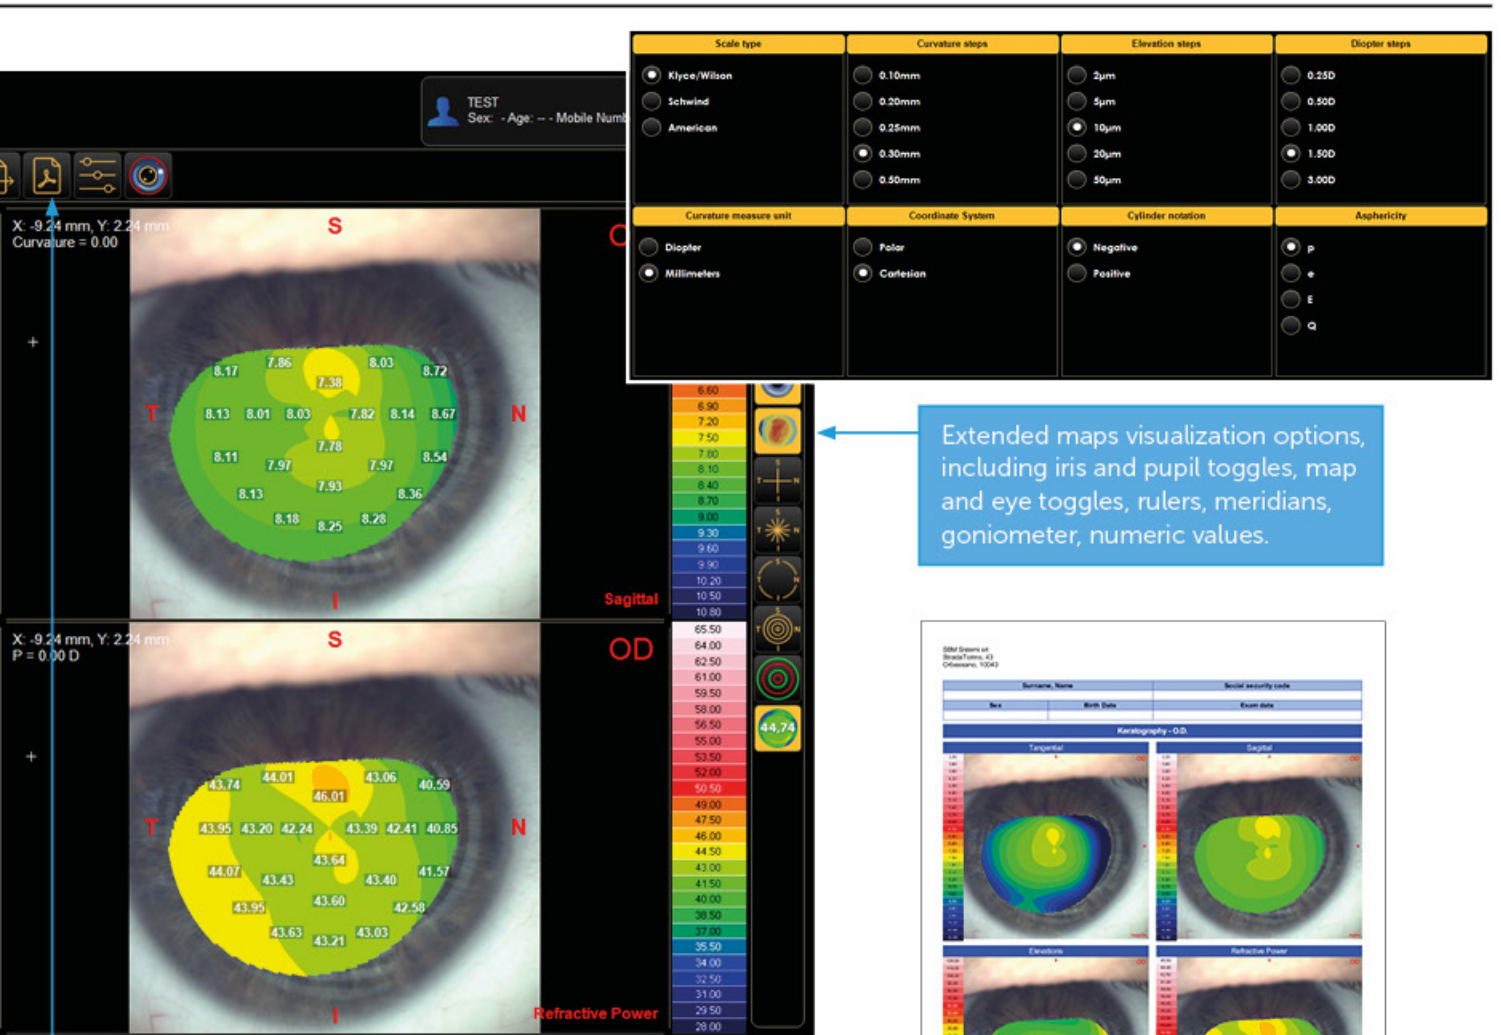 Scale type
Curvature steps
Elevation steps
Diopter steps
Klyce/Wilson
Schwind
American
0.10mm
0.20mm
0.25mm
0.30mm
0.50mm
2µm
5µm
10µm
20µm
50µm
0.25D
0.50D
1.00D
1.50D
3.00D
Curvature measure unit
Coordinate System
Cylinder notation
Asphericity
Diopter
Millimeters
Polar
Cartesian
Negative
Positive
p
e
E
Q
TEST
Sex: - Age: -- - Mobile Numb
X: -9.24 mm, Y: 2.24 mm
Curvature = 0.00
S
8.17 7.86 7.38 8.03 8.72
T 8.13 8.01 8.03 7.82 8.14 8.67 N
7.78
8.11 7.97 7.97 8.54
8.13 7.93 8.36
8.18 8.25 8.28
I
Sagittal
6.60
6.90
7.20
7.50
7.80
8.10
8.40
8.70
9.00
9.30
9.60
9.90
10.20
10.50
10.80
Extended maps visualization options,
including iris and pupil toggles, map
and eye toggles, rulers, meridians,
goniometer, numeric values.
X: -9.24 mm, Y: 2.24 mm
P = 0.00 D
S
OD
43.74 44.01 46.01 43.06 40.59
T 43.95 43.20 42.24 43.39 42.41 40.85 N
43.64
44.07 43.43 43.40 41.57
43.95 43.60 42.58
43.63 43.21 43.03
I
Refractive Power
65.50
64.00
62.50
61.00
59.50
58.00
56.50
55.00
53.50
52.00
50.50
49.00
47.50
46.00
44.50
43.00
41.50
40.00
38.50
37.00
35.50
34.00
32.50
31.00
29.50
28.00
44,74
SBM Sistemi srl
Strada Torino, 43
Orbassano, 10043
Surname, Name
Social security code
Sex
Birth Date
Exam date
Keratography - O.D.
Tangential
Sagittal
Elevations
Refractive Power